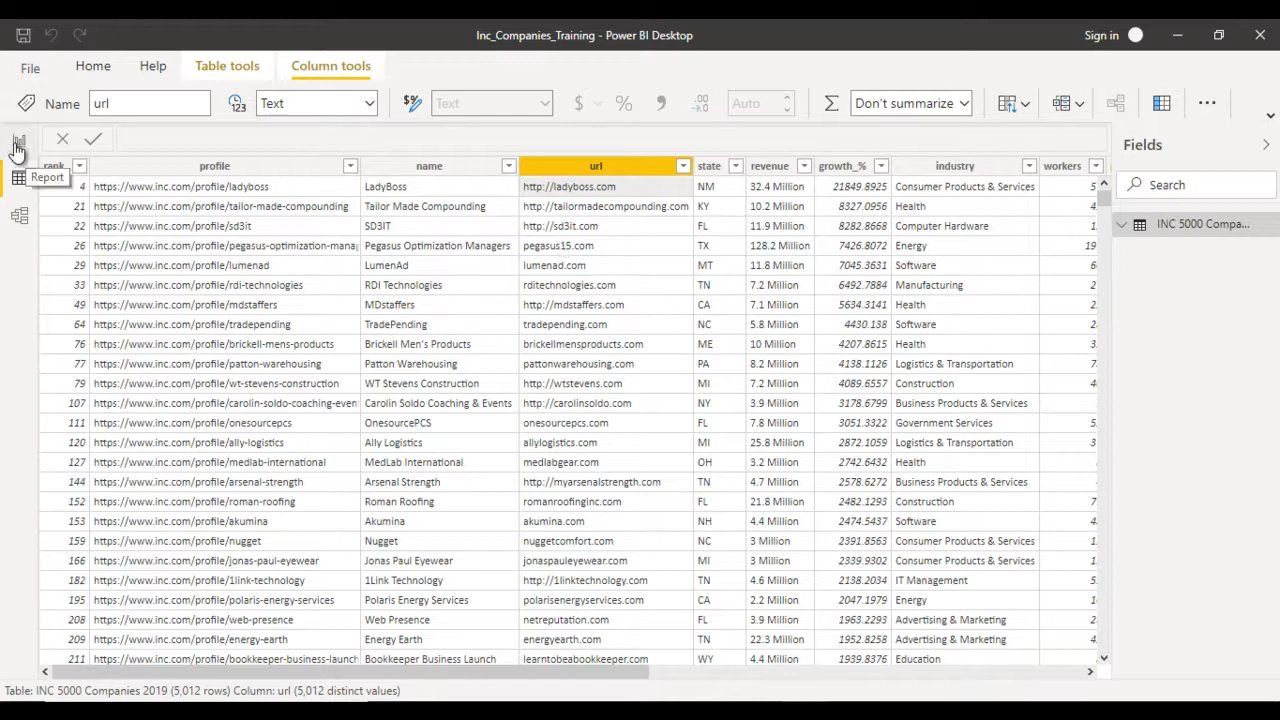 Inc_Companies_Training - Power BI Desktop
Sign in
File Home Help Table tools Column tools
Name url Text $ Text $ % Auto Don't summarize ...
Report
rank profile name url state revenue growth_% industry workers
4 https://www.inc.com/profile/ladyboss LadyBoss http://ladyboss.com NM 32.4 Million 21849.8925 Consumer Products & Services
21 https://www.inc.com/profile/tailor-made-compounding Tailor Made Compounding http://tailormadecompounding.com KY 10.2 Million 8327.0956 Health
22 https://www.inc.com/profile/sd3it SD3IT http://sd3it.com FL 11.9 Million 8282.8668 Computer Hardware
26 https://www.inc.com/profile/pegasus-optimization-mana Pegasus Optimization Managers pegasus15.com TX 128.2 Million 7426.8072 Energy 19
29 https://www.inc.com/profile/lumenad LumenAd lumenad.com MT 11.8 Million 7045.3631 Software
33 https://www.inc.com/profile/rdi-technologies RDI Technologies rditechnologies.com TN 7.2 Million 6492.7884 Manufacturing
49 https://www.inc.com/profile/mdstaffers MDstaffers http://mdstaffers.com CA 7.1 Million 5634.3141 Health
64 https://www.inc.com/profile/tradepending TradePending tradepending.com NC 5.8 Million 4430.138 Software
76 https://www.inc.com/profile/brickell-mens-products Brickell Men's Products brickellmensproducts.com ME 10 Million 4207.8615 Health
77 https://www.inc.com/profile/patton-warehousing Patton Warehousing pattonwarehousing.com PA 8.2 Million 4138.1126 Logistics & Transportation
79 https://www.inc.com/profile/wt-stevens-construction WT Stevens Construction http://wtstevens.com MI 7.2 Million 4089.6557 Construction
107 https://www.inc.com/profile/carolin-soldo-coaching-even Carolin Soldo Coaching & Events http://carolinsoldo.com NY 3.9 Million 3178.6799 Business Products & Services
111 https://www.inc.com/profile/onesourcepcs OnesourcePCS onesourcepcs.com FL 7.8 Million 3051.3322 Government Services
120 https://www.inc.com/profile/ally-logistics Ally Logistics allylogistics.com MI 25.8 Million 2872.1059 Logistics & Transportation
127 https://www.inc.com/profile/medlab-international MedLab International medlabgear.com OH 3.2 Million 2742.6432 Health
144 https://www.inc.com/profile/arsenal-strength Arsenal Strength http://myarsenalstrength.com TN 4.7 Million 2578.6272 Business Products & Services
152 https://www.inc.com/profile/roman-roofing Roman Roofing romanroofinginc.com FL 21.8 Million 2482.1293 Construction
153 https://www.inc.com/profile/akumina Akumina akumina.com NH 4.4 Million 2474.5437 Software
159 https://www.inc.com/profile/nugget Nugget nuggetcomfort.com NC 3 Million 2391.8563 Consumer Products & Services
166 https://www.inc.com/profile/jonas-paul-eyewear Jonas Paul Eyewear jonaspauleyewear.com MI 3 Million 2339.9302 Consumer Products & Services
182 https://www.inc.com/profile/1link-technology 1Link Technology http://1linktechnology.com TN 4.6 Million 2138.2034 IT Management
195 https://www.inc.com/profile/polaris-energy-services Polaris Energy Services polarisenergyservices.com CA 2.2 Million 2047.1979 Energy
208 https://www.inc.com/profile/web-presence Web Presence netreputation.com FL 3.9 Million 1963.2293 Advertising & Marketing
209 https://www.inc.com/profile/energy-earth Energy Earth energyearth.com TN 22.3 Million 1952.8258 Advertising & Marketing
211 https://www.inc.com/profile/bookkeeper-business-launch Bookkeeper Business Launch learntobeabookkeeper.com WY 4.4 Million 1939.8376 Education
Fields
Search
INC 5000 Compa...
Table: INC 5000 Companies 2019 (5,012 rows) Column: url (5,012 distinct values)